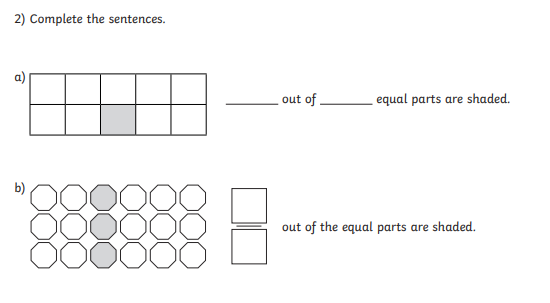 2) Complete the sentences.
a)
_______ out of _______ equal parts are shaded.
b)
out of the equal parts are shaded.